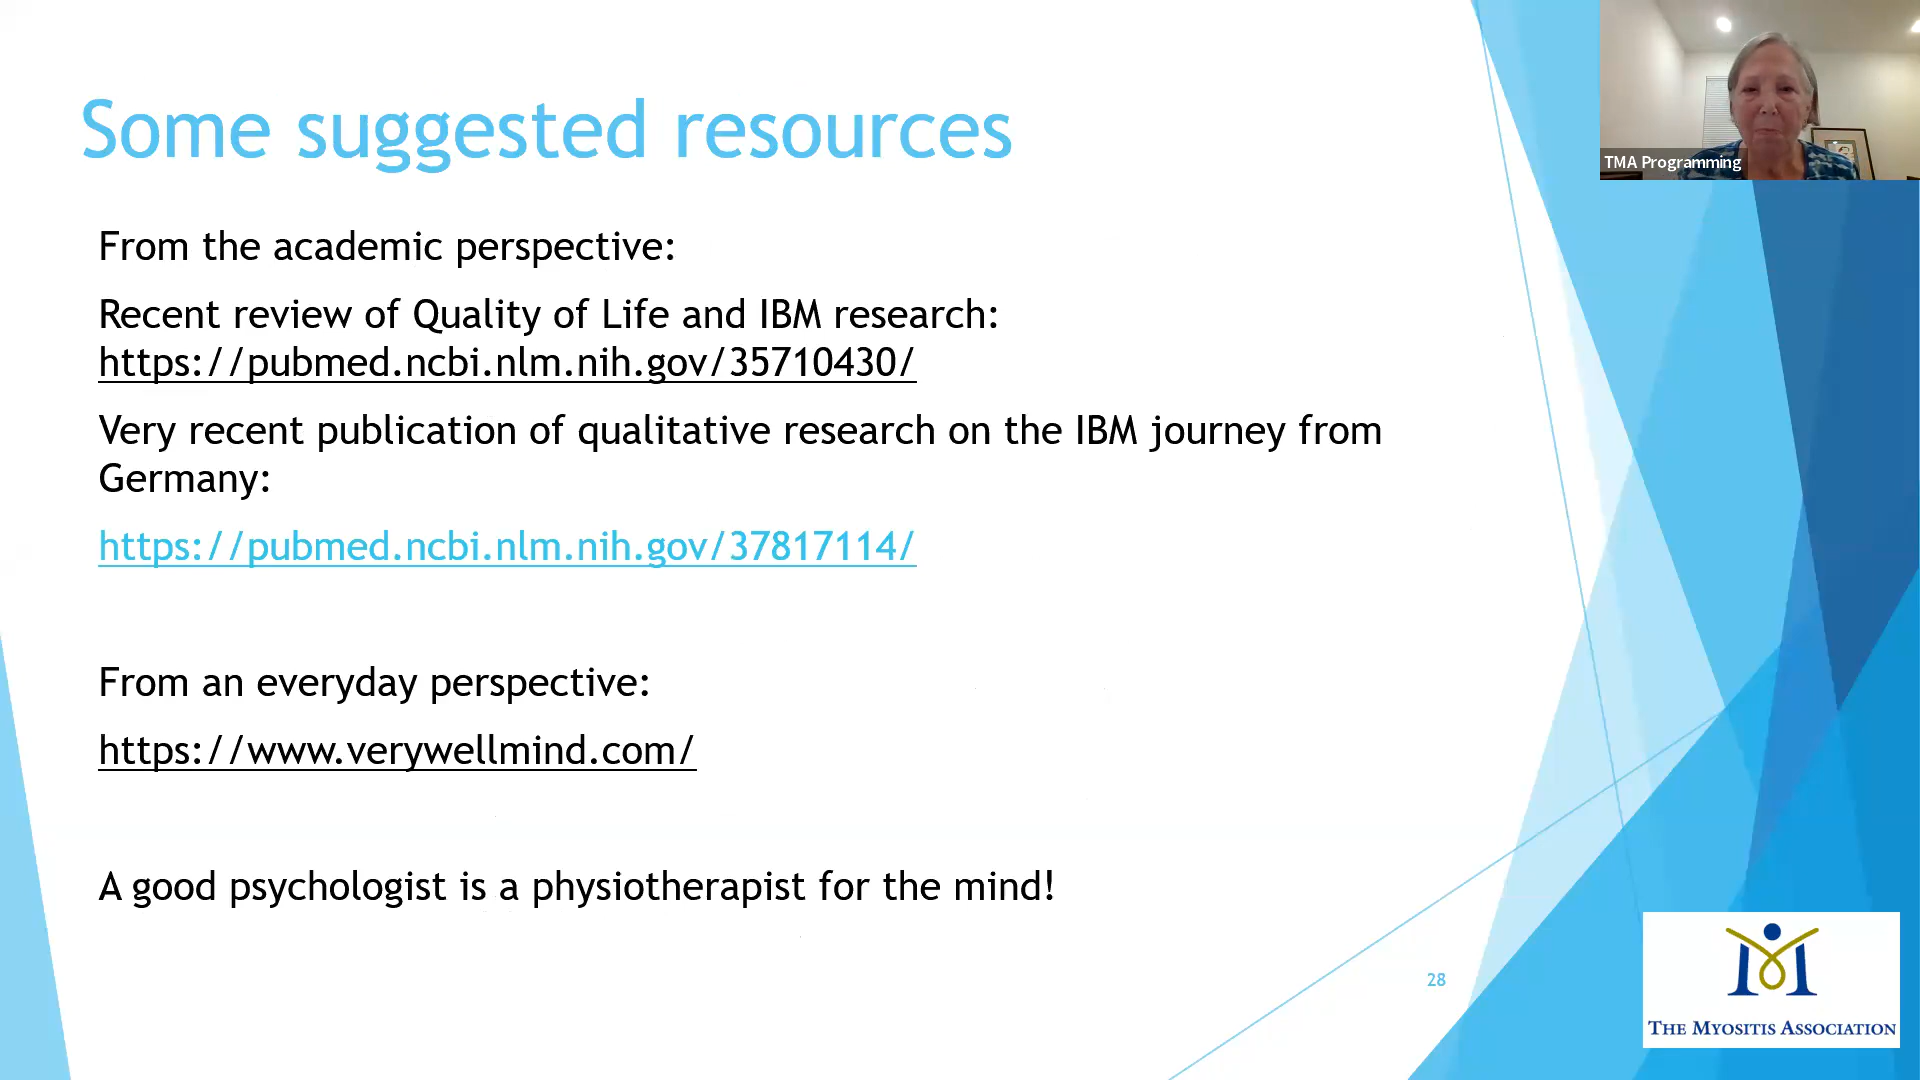 Some suggested resources
TMA Programming
From the academic perspective:
Recent review of Quality of Life and IBM research:
https://pubmed.ncbi.nlm.nih.gov/35710430/
Very recent publication of qualitative research on the IBM journey from
Germany:
https://pubmed.ncbi.nlm.nih.gov/37817114/
From an everyday perspective:
https://www.verywellmind.com/
A good psychologist is a physiotherapist for the mind!
28
THE MYOSITIS ASSOCIATION